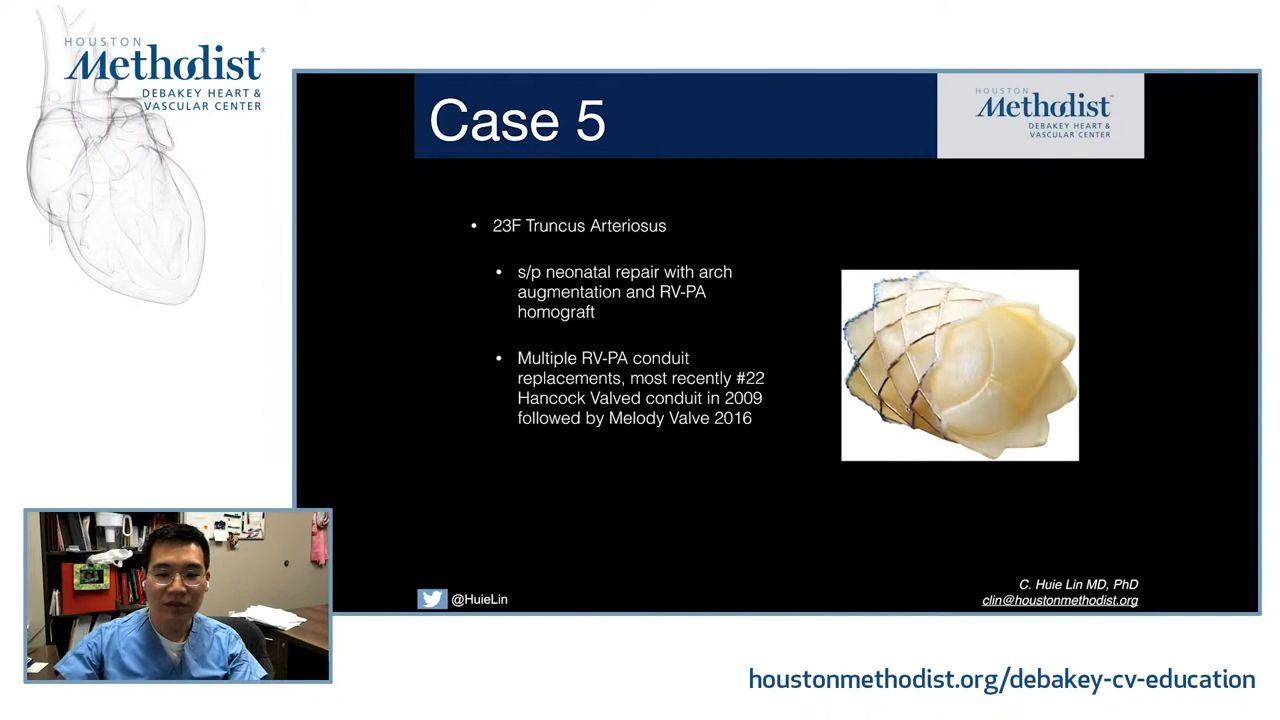 HOUSTON
Methodist®
DEBAKEY HEART &
VASCULAR CENTER
Case 5
HOUSTON
Methodist
DEBAKEY HEART &
VASCULAR CENTER
• 23F Truncus Arteriosus
• s/p neonatal repair with arch
augmentation and RV-PA
homograft
• Multiple RV-PA conduit
replacements, most recently #22
Hancock Valved conduit in 2009
followed by Melody Valve 2016
@HuieLin
C. Huie Lin MD, PhD
clin@houstonmethodist.org
houstonmethodist.org/debakey-cv-education